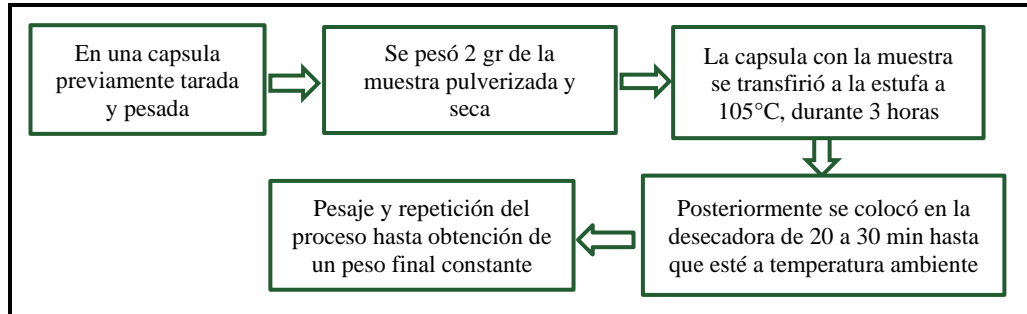 En una capsula
previamente tarada
y pesada
Se pesó 2 gr de la
muestra pulverizada y
seca
La capsula con la muestra
se transfirió a la estufa a
105°C, durante 3 horas
Posteriormente se colocó en la
desecadora de 20 a 30 min hasta
que esté a temperatura ambiente
Pesaje y repetición del
proceso hasta obtención de
un peso final constante